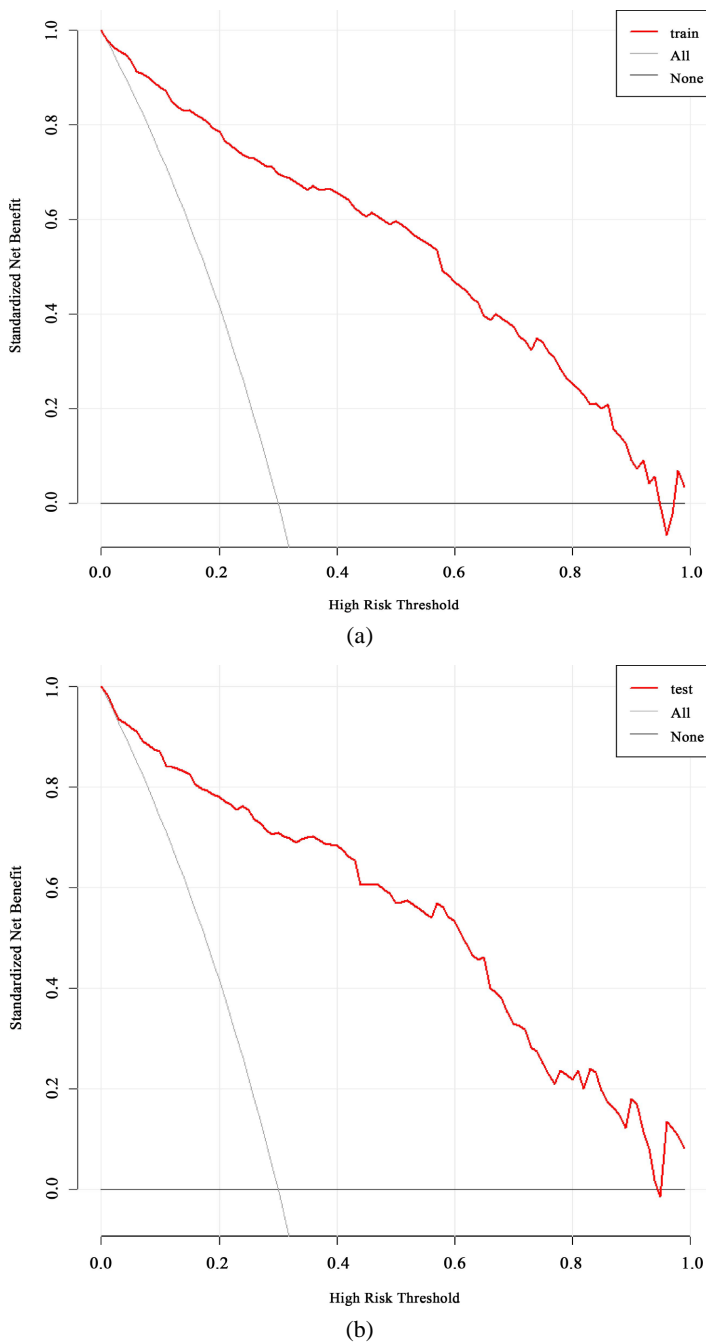 train
All
None
Standardized Net Benefit
1.0
0.8
0.6
0.4
0.2
0.0
0.0 0.2 0.4 0.6 0.8 1.0
High Risk Threshold
(a)
test
All
None
Standardized Net Benefit
1.0
0.8
0.6
0.4
0.2
0.0
0.0 0.2 0.4 0.6 0.8 1.0
High Risk Threshold
(b)